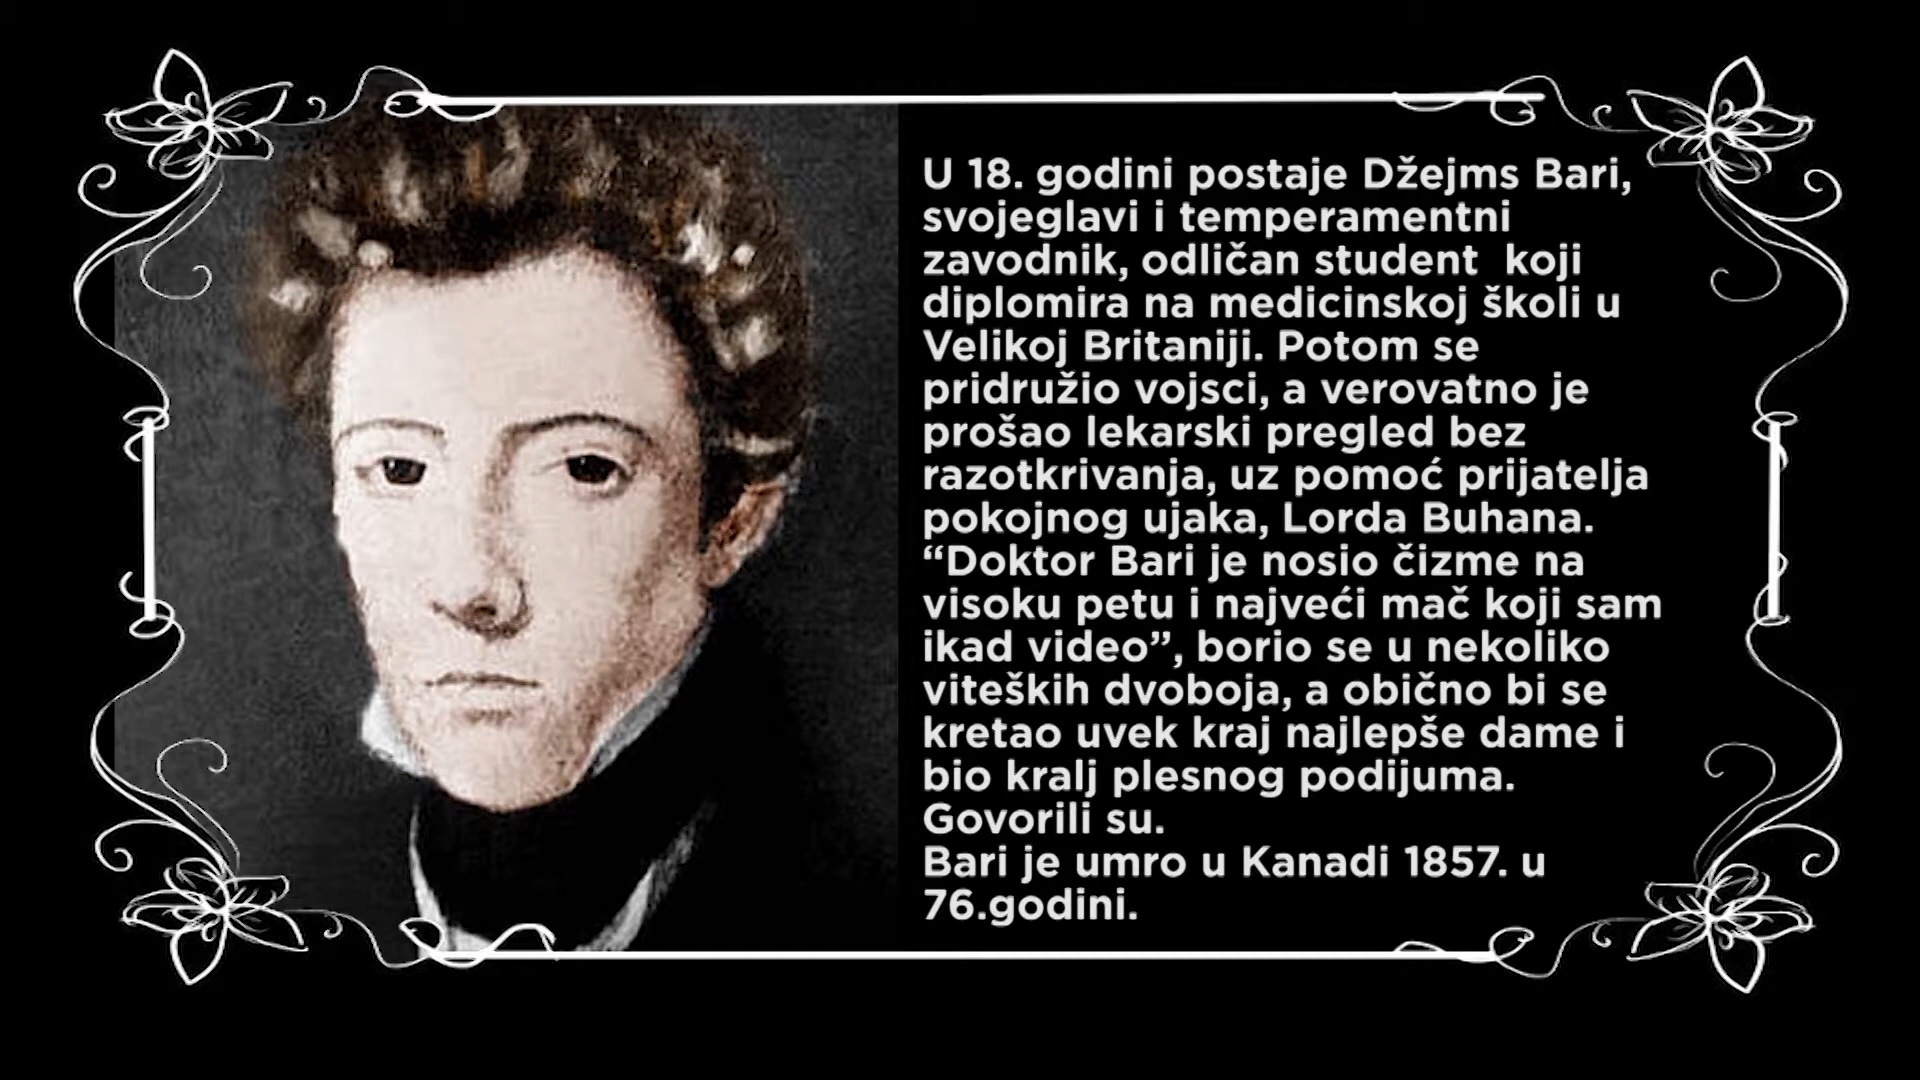 U 18. godini postaje Džejms Bari,
svojeglavi i temperamentni
zavodnik, odličan student  koji
diplomira na medicinskoj školi u
Velikoj Britaniji. Potom se
pridružio vojsci, a verovatno je
prošao lekarski pregled bez
razotkrivanja, uz pomoć prijatelja
pokojnog ujaka, Lorda Buhana.
“Doktor Bari je nosio čizme na
visoku petu i najveći mač koji sam
ikad video”, borio se u nekoliko
viteških dvoboja, a obično bi se
kretao uvek kraj najlepše dame i
bio kralj plesnog podijuma.
Govorili su.
Bari je umro u Kanadi 1857. u
76.godini.